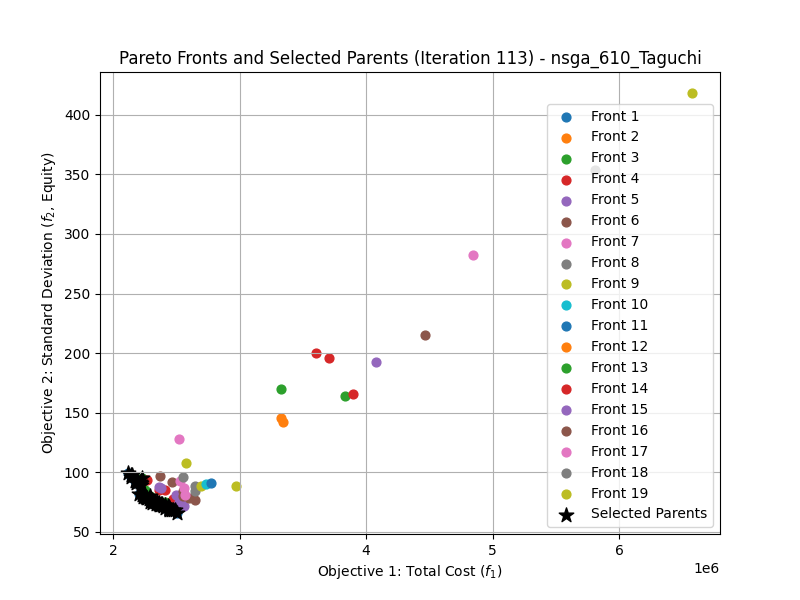 Pareto Fronts and Selected Parents (Iteration 113) - nsga_610_Taguchi
Objective 2: Standard Deviation (f₂, Equity)
400
350
300
250
200
150
100
50
Front 1
Front 2
Front 3
Front 4
Front 5
Front 6
Front 7
Front 8
Front 9
Front 10
Front 11
Front 12
Front 13
Front 14
Front 15
Front 16
Front 17
Front 18
Front 19
Selected Parents
2 3 4 5 6
1e6
Objective 1: Total Cost (f₁)